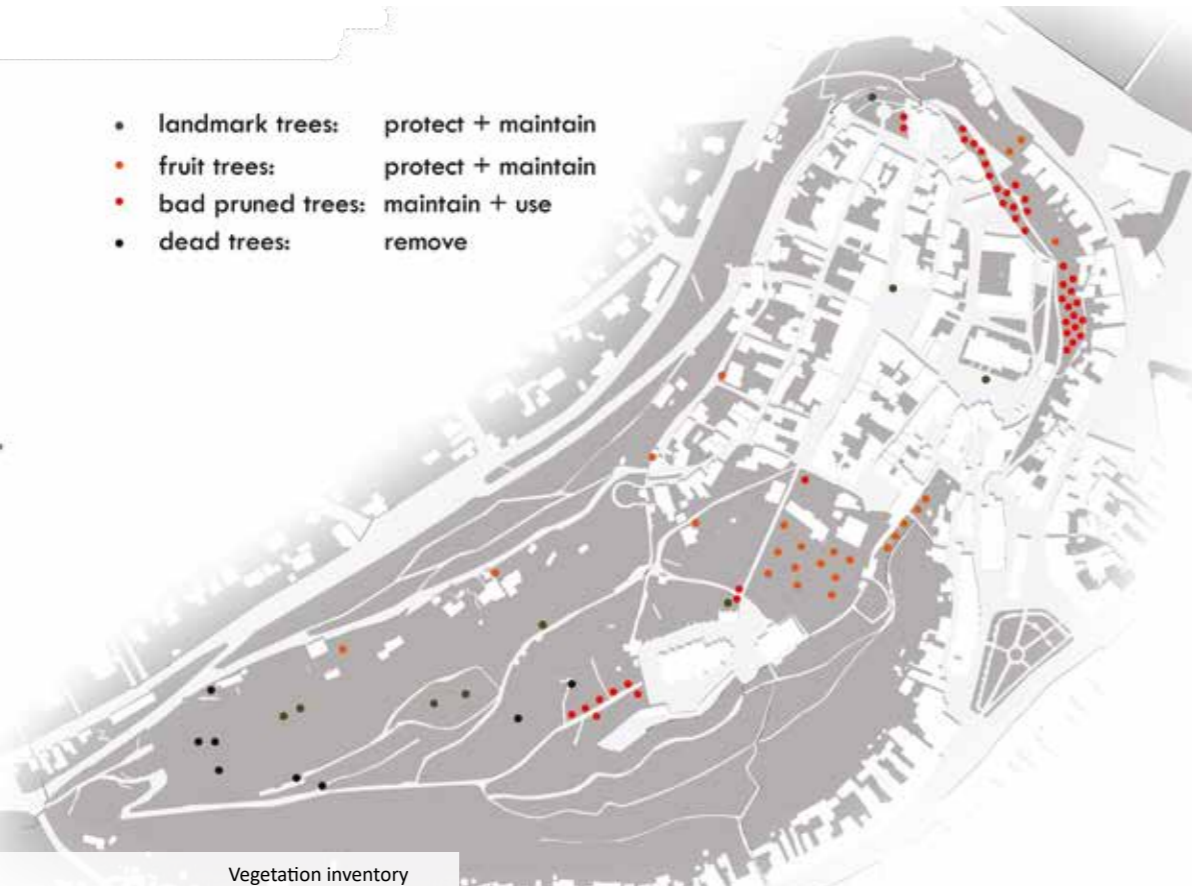 landmark trees: protect + maintain
fruit trees: protect + maintain
bad pruned trees: maintain + use
dead trees: remove
Vegetation inventory